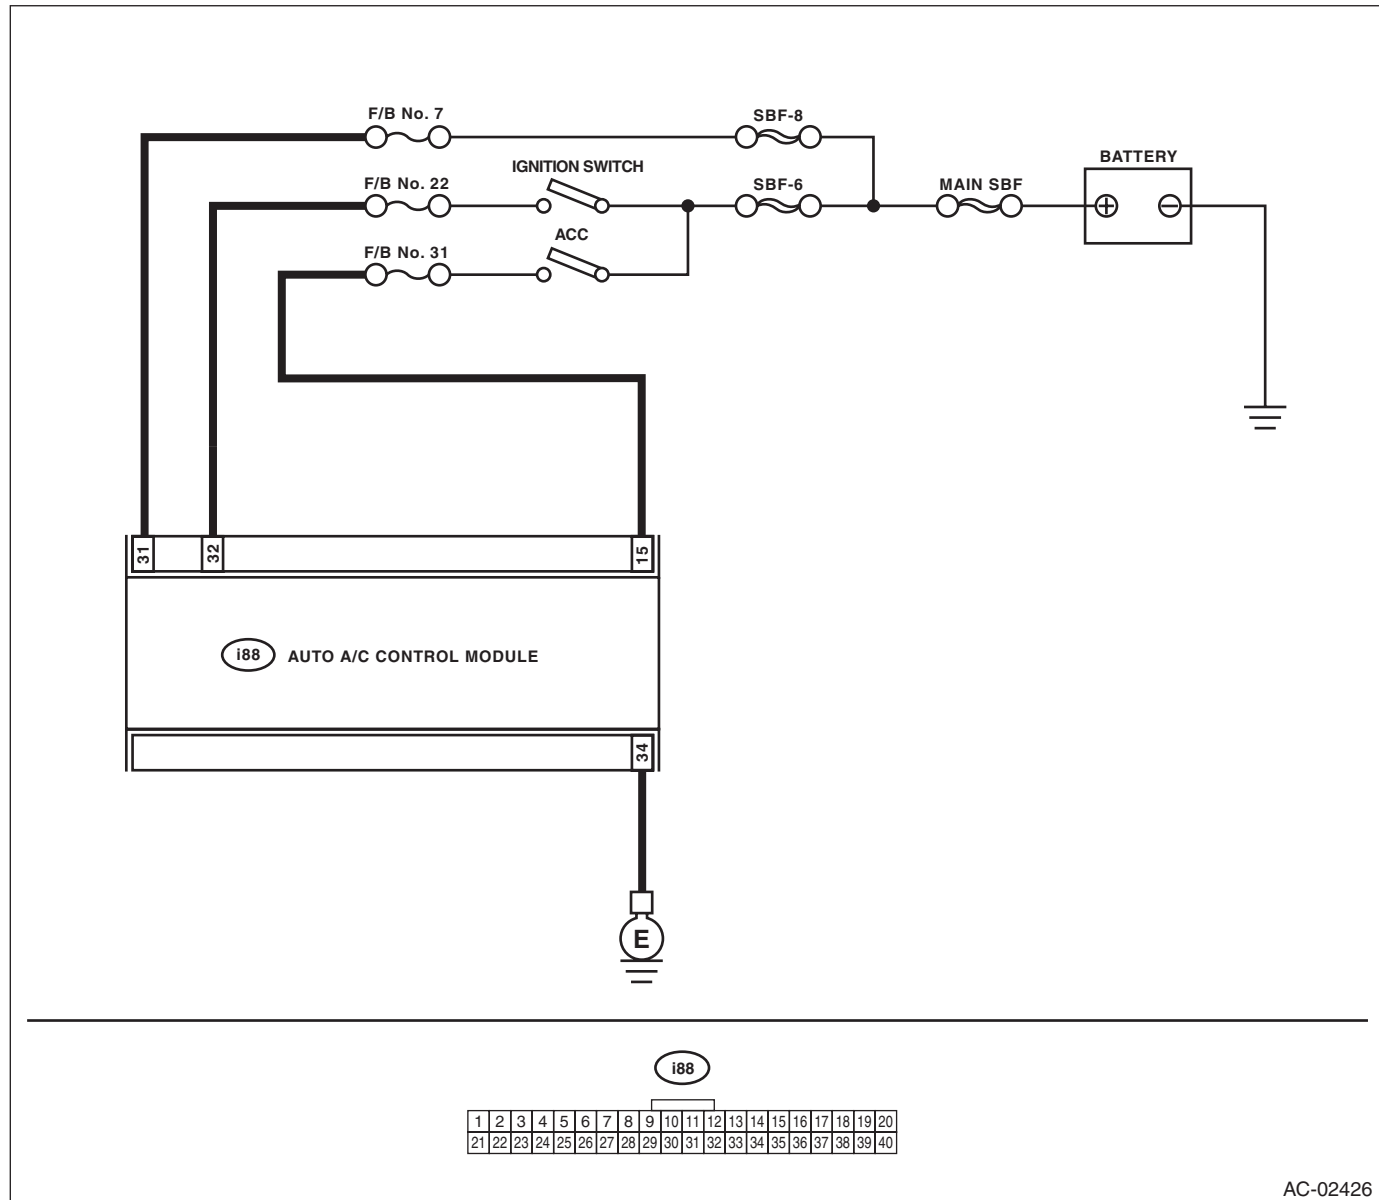 F/B No. 7
SBF-8
IGNITION SWITCH
BATTERY
F/B No. 22
SBF-6
MAIN SBF
+
−
ACC
F/B No. 31
31
32
15
i88 AUTO A/C CONTROL MODULE
34
E
i88
1 2 3 4 5 6 7 8 9 10 11 12 13 14 15 16 17 18 19 20
21 22 23 24 25 26 27 28 29 30 31 32 33 34 35 36 37 38 39 40
AC-02426